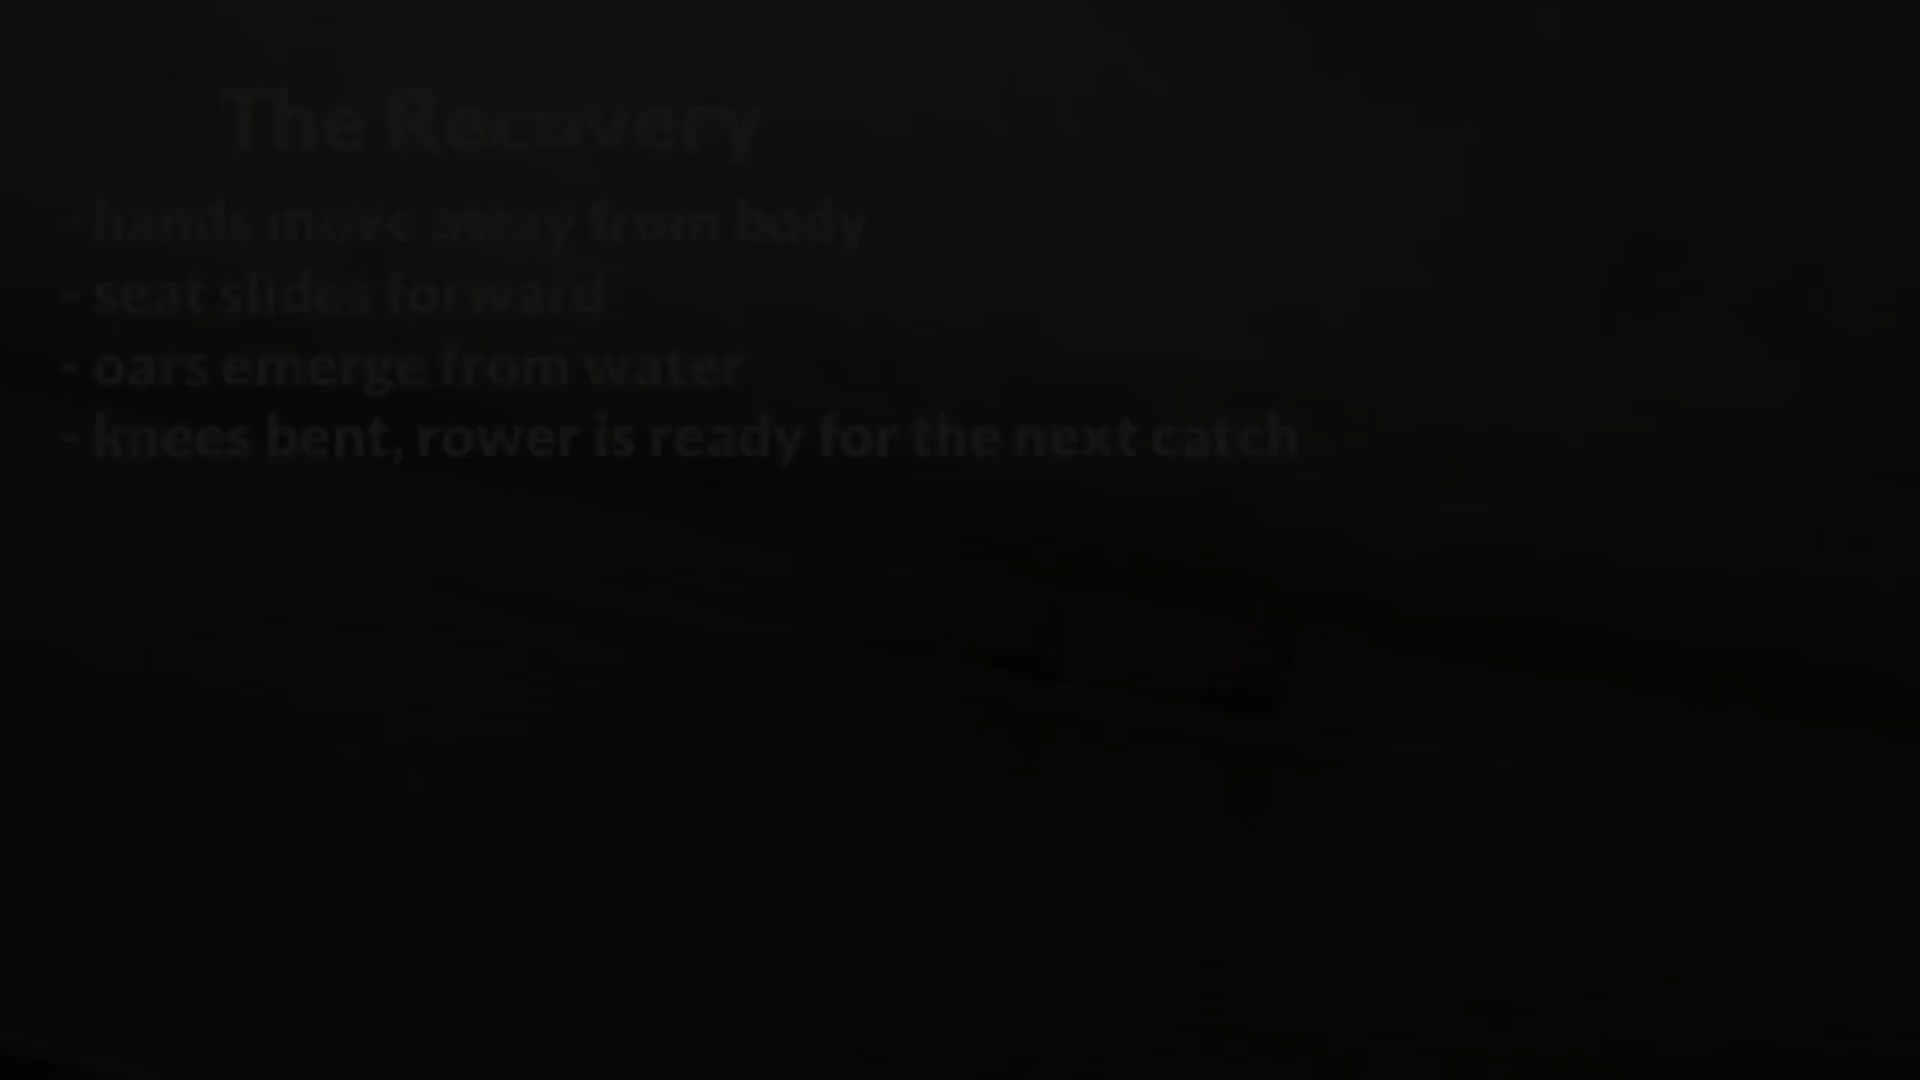 The Recovery
- hands move away from body
- seat slides forward
- oars emerge from water
- knees bent, rower is ready for the next catch